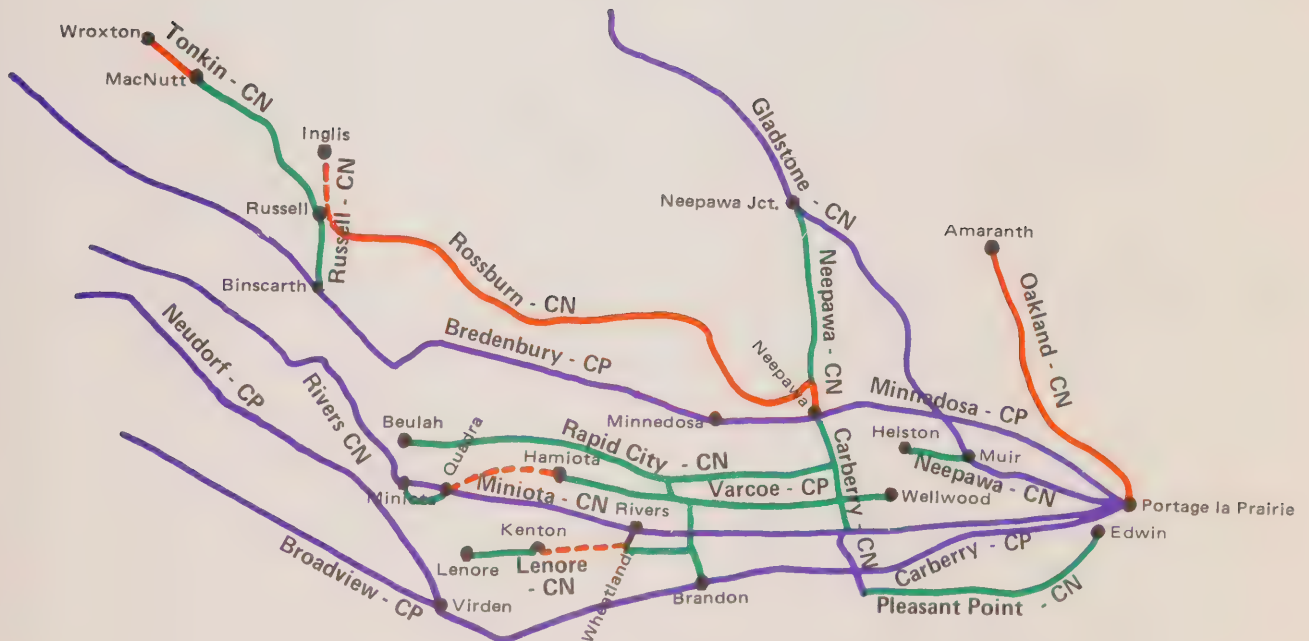 Wroxton
Tonkin - CN
MacNutt
Inglis
Gladstone - CN
Russell
Russell - CN
Neepawa Jct.
Amaranth
Binscarth
Rossburn - CN
Neepawa - CN
Oakland - CN
Neudorf - CP
Bredenbury - CP
Neepawa
Rivers CN
Minnedosa
Minnedosa - CP
Beulah
Quadra
Rapid City - CN
Carberry - CN
Helston
Muir
Hamiota
Neepawa - CN
Miniota
Miniota - CN
Varcoe - CP
Wellwood
Portage la Prairie
Rivers
Edwin
Kenton
Broadview - CP
Lenore
Lenore - CN
Wheatland
Carberry - CP
Virden
Brandon
Pleasant Point - CN